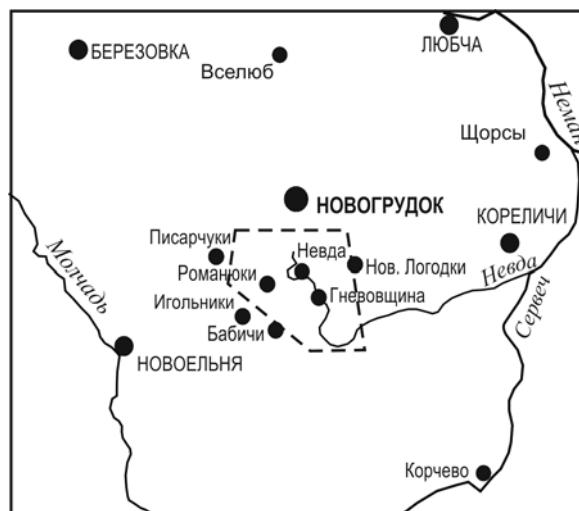 ЛЮБЧА
БЕРЕЗОВКА
Вселюб
Неман
Щорсы
НОВОГРУДОК
КОРЕЛИЧИ
Писарчуки
Молчадь
Невда
Романюки
Нов. Логодки
Невда
Игольники
Гневовщина
Сервеч
Бабичи
НОВОЕЛЬНЯ
Корчево